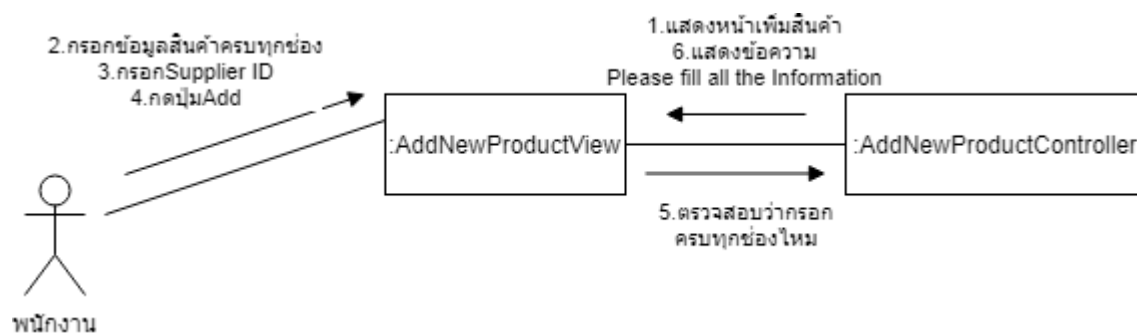 1.แสดงหน้าเพิ่มสินค้า
6.แสดงข้อความ
Please fill all the Information
2.กรอกข้อมูลสินค้าครบทุกช่อง
3.กรอกSupplier ID
4.กดปุ่มAdd
:AddNewProductView
:AddNewProductController
5.ตรวจสอบว่ากรอก
ครบทุกช่องไหม
พนักงาน